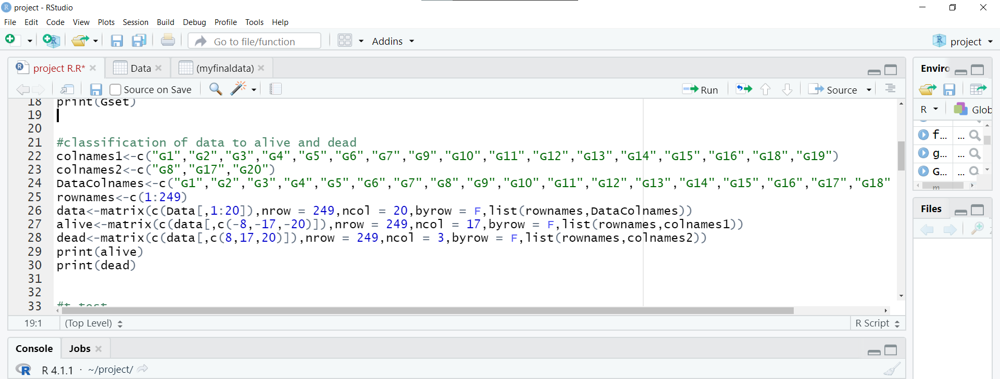 project - RStudio
File Edit Code View Plots Session Build Debug Profile Tools Help
Go to file/function Addins project
project R.R* Data (myfinaldata)
Source on Save Run Source
18 print(Gset)
19
20
21 #classification of data to alive and dead
22 colnames1<-c("G1","G2","G3","G4","G5","G6","G7","G9","G10","G11","G12","G13","G14","G15","G16","G18","G19")
23 colnames2<-c("G8","G17","G20")
24 DataColnames<-c("G1","G2","G3","G4","G5","G6","G7","G8","G9","G10","G11","G12","G13","G14","G15","G16","G17","G18"
25 rownames<-c(1:249)
26 data<-matrix(c(Data[,1:20]),nrow = 249,ncol = 20,byrow = F,list(rownames,DataColnames))
27 alive<-matrix(c(data[,c(-8,-17,-20)]),nrow = 249,ncol = 17,byrow = F,list(rownames,colnames1))
28 dead<-matrix(c(data[,c(8,17,20)]),nrow = 249,ncol = 3,byrow = F,list(rownames,colnames2))
29 print(alive)
30 print(dead)
31
32
33 #t test
19:1 (Top Level) R Script
Console Jobs
R 4.1.1 · ~/project/
Enviro
R Glob
f... ...
g... ...
G... ...
m
Files